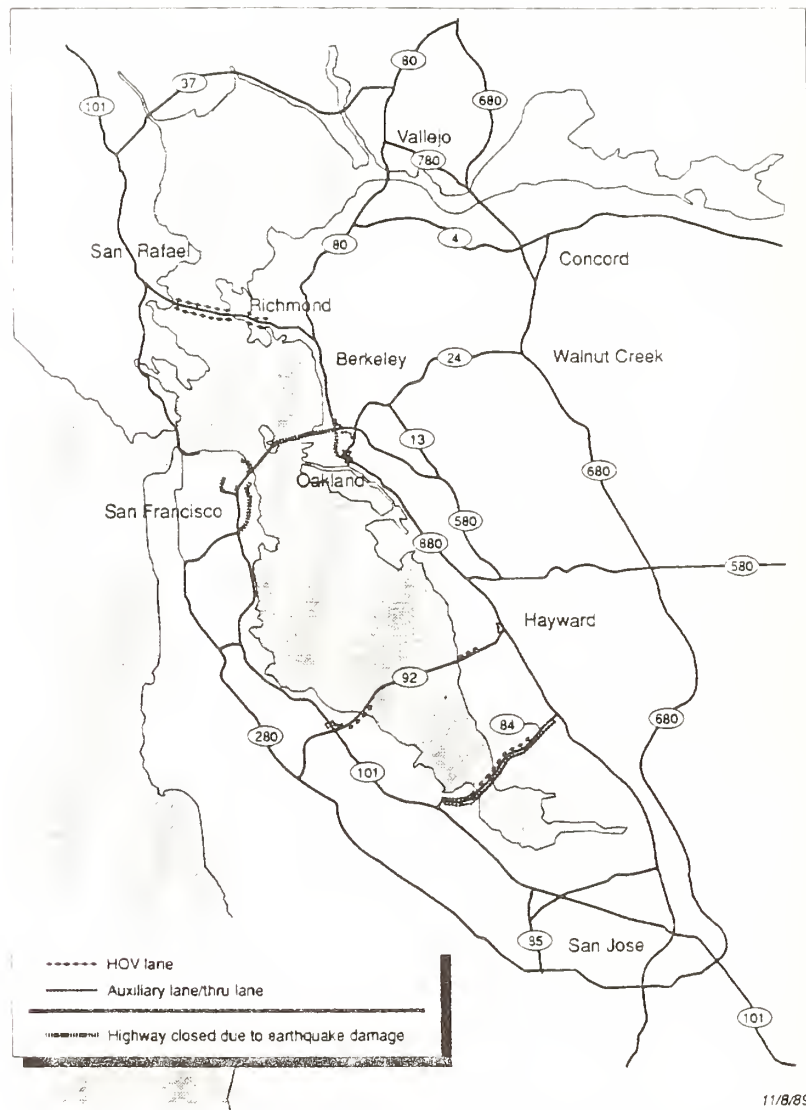 80
37
101
680
Vallejo
780
San Rafael
80
4
Concord
Richmond
Berkeley
24
Walnut Creek
13
680
Oakland
San Francisco
580
880
580
Hayward
92
84
680
280
101
85
San Jose
HOV lane
Auxiliary lane/thru lane
Highway closed due to earthquake damage
101
11/8/89